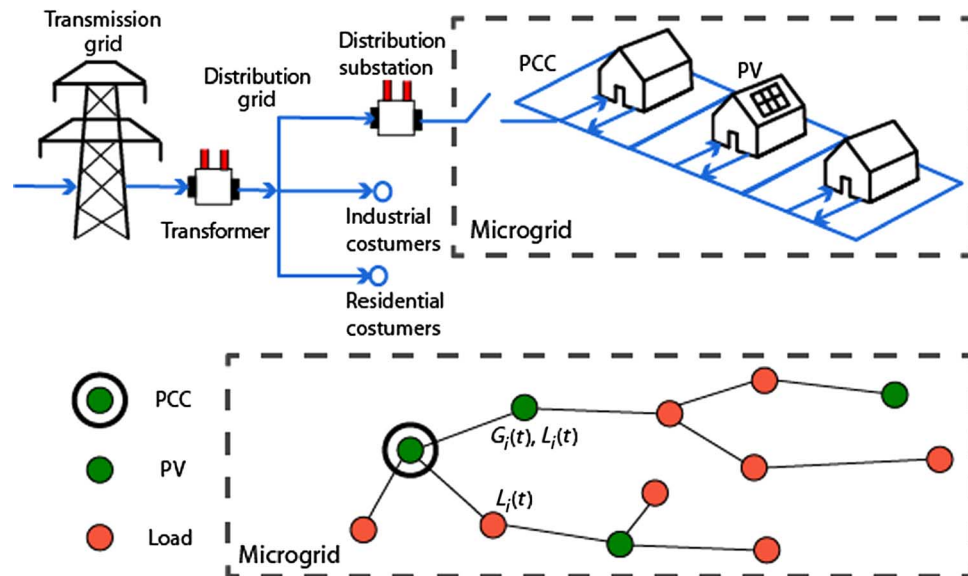 Transmission
grid
Distribution
grid
Distribution
substation
PCC
PV
Transformer
Industrial
costumers
Residential
costumers
Microgrid
PCC
PV
Load
Gi(t), Li(t)
Li(t)
Microgrid